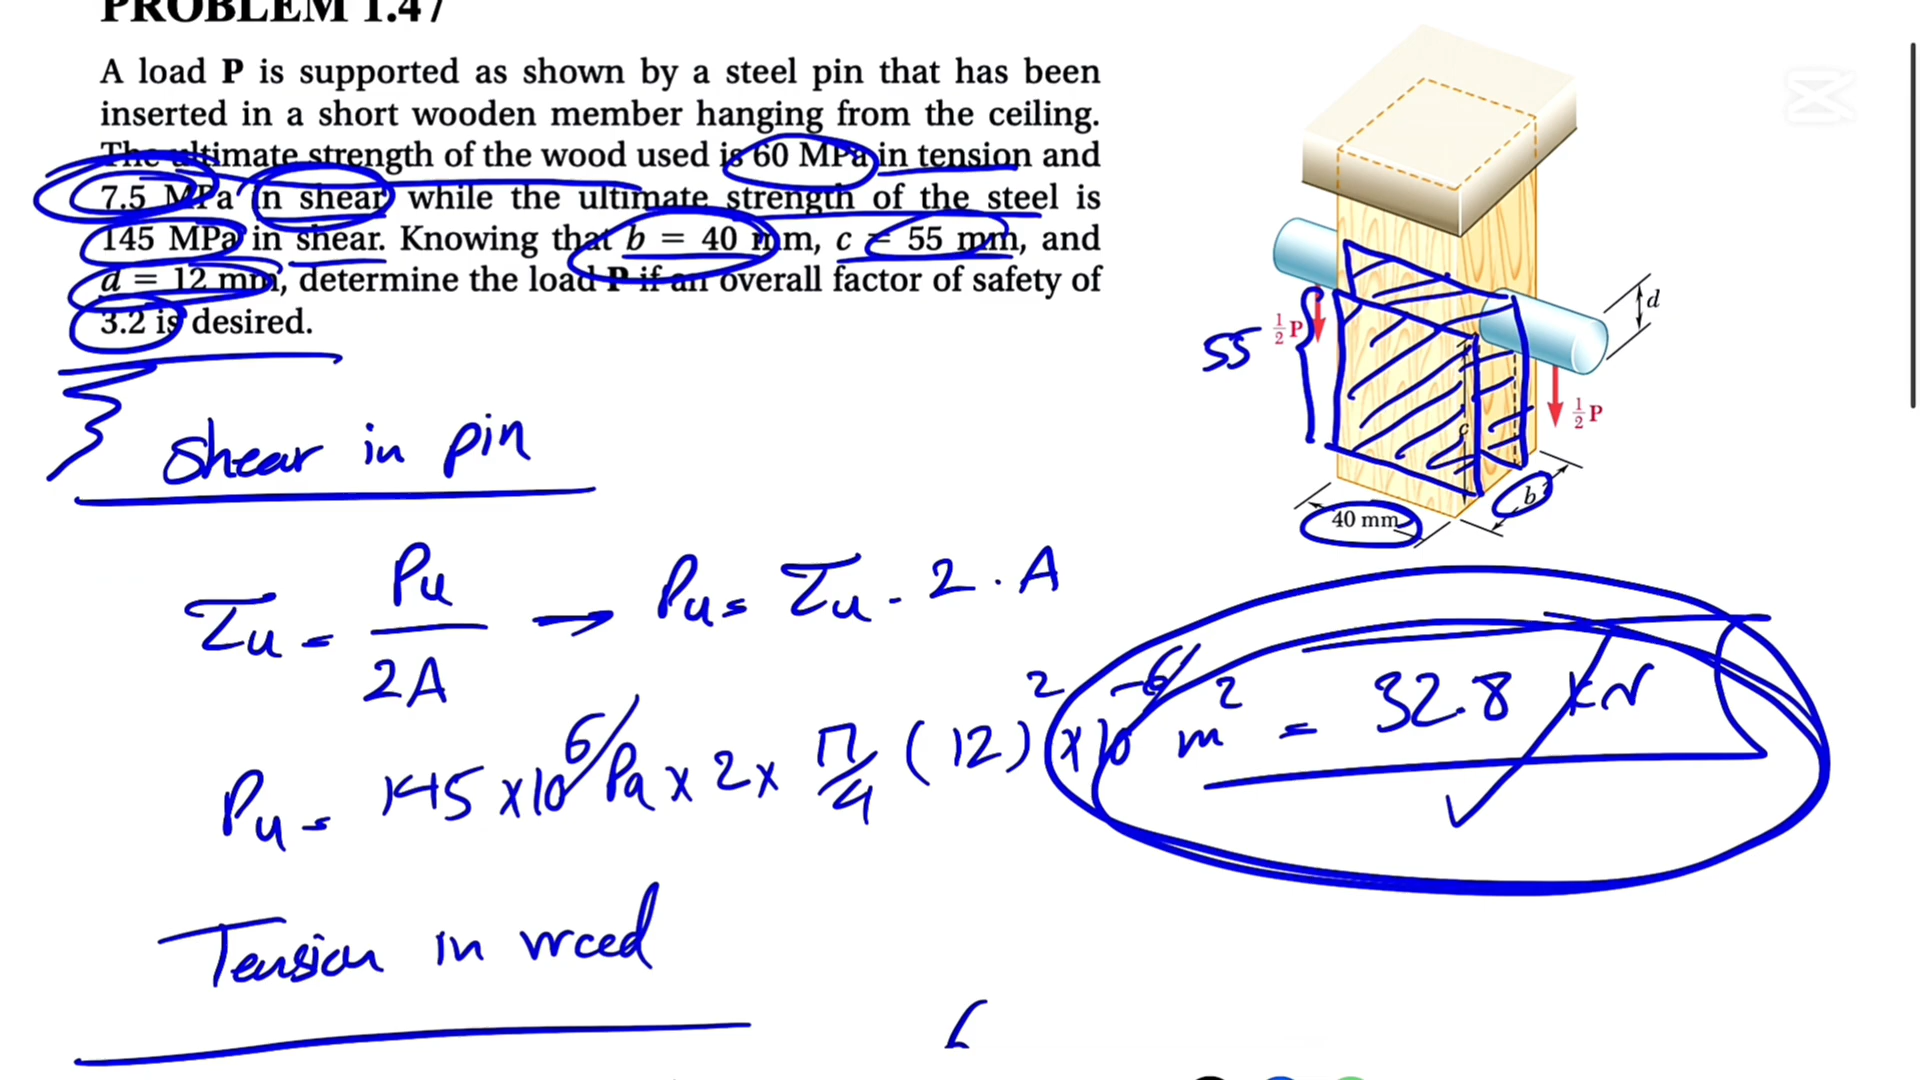 PROBLEM 1.47
A load P is supported as shown by a steel pin that has been
inserted in a short wooden member hanging from the ceiling.
The ultimate strength of the wood used is 60 MPa in tension and
7.5 MPa in shear, while the ultimate strength of the steel is
145 MPa in shear. Knowing that b = 40 mm, c = 55 mm, and
d = 12 mm, determine the load P if an overall factor of safety of
3.2 is desired.
d
55
1/2 P
c
1/2 P
40 mm
b
Shear in pin
τu = Pu / 2A → Pu = τu . 2 . A
Pu = 145 x10^6 Pa x 2 x π/4 (12)^2 x10^-6 m^2 = 32.8 kN
Tension in wood
6